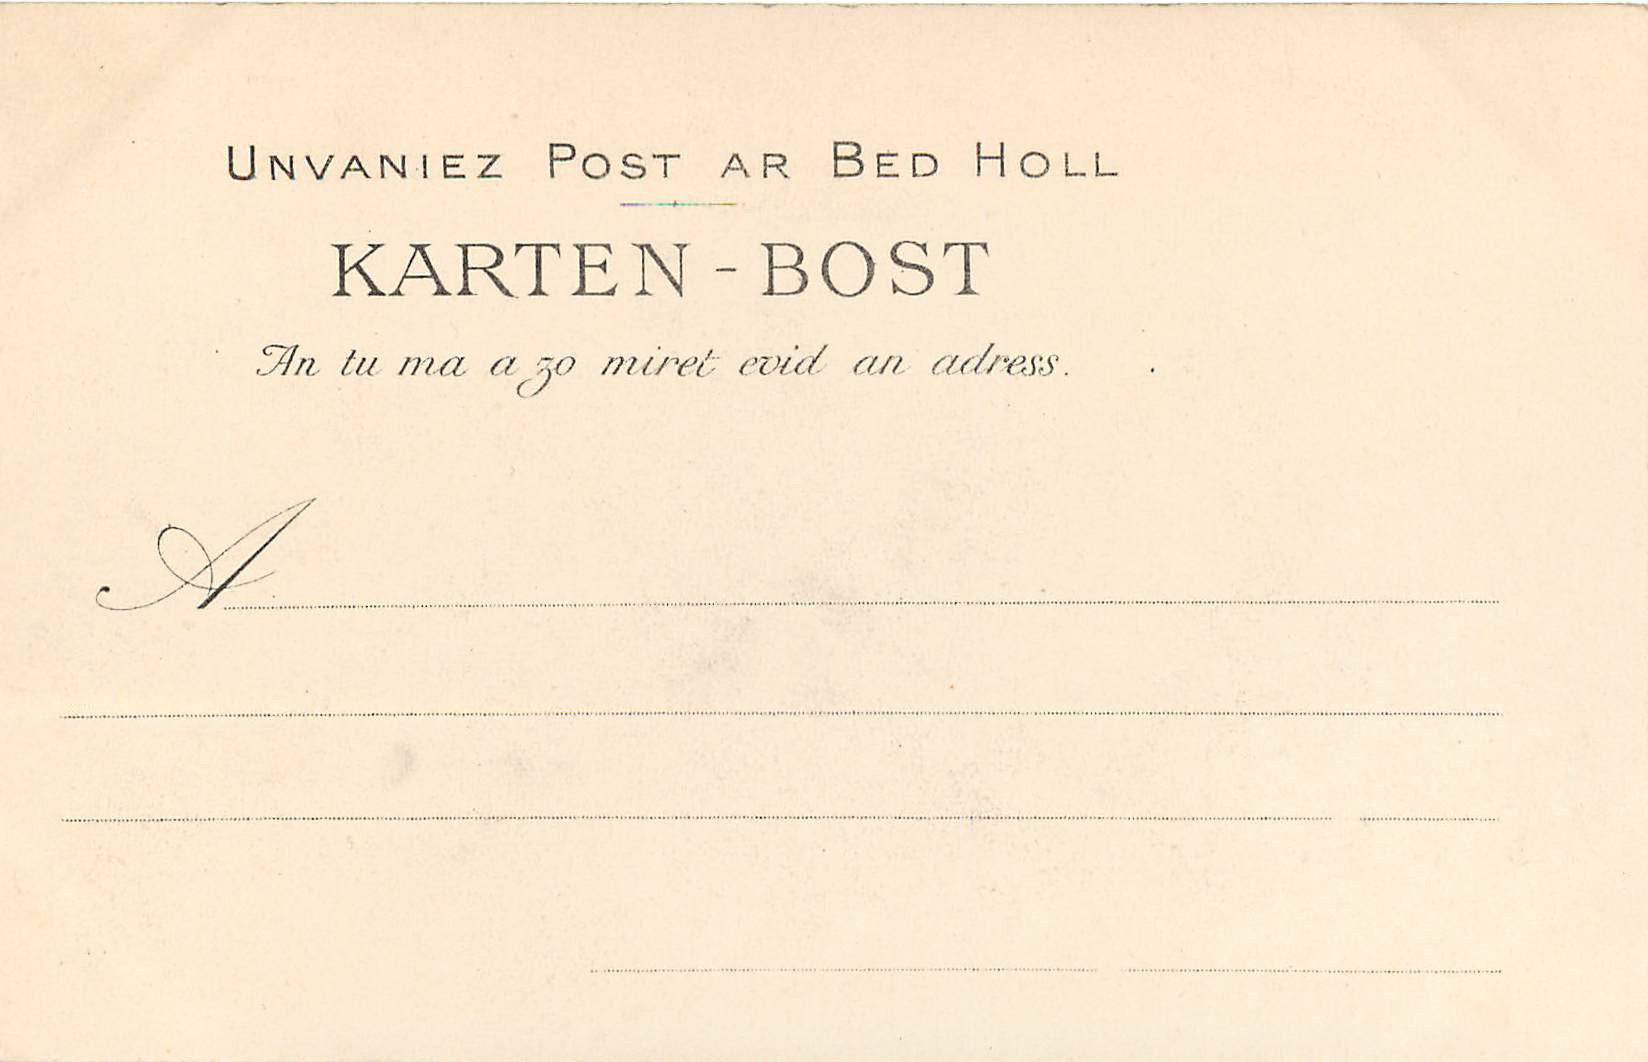 UNVANIEZ POST AR BED HOLL
KARTEN-BOST
An tu ma a zo miret evid an adress.
A